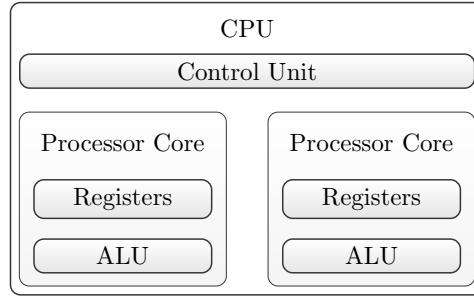 CPU
Control Unit
Processor Core
Registers
ALU
Processor Core
Registers
ALU